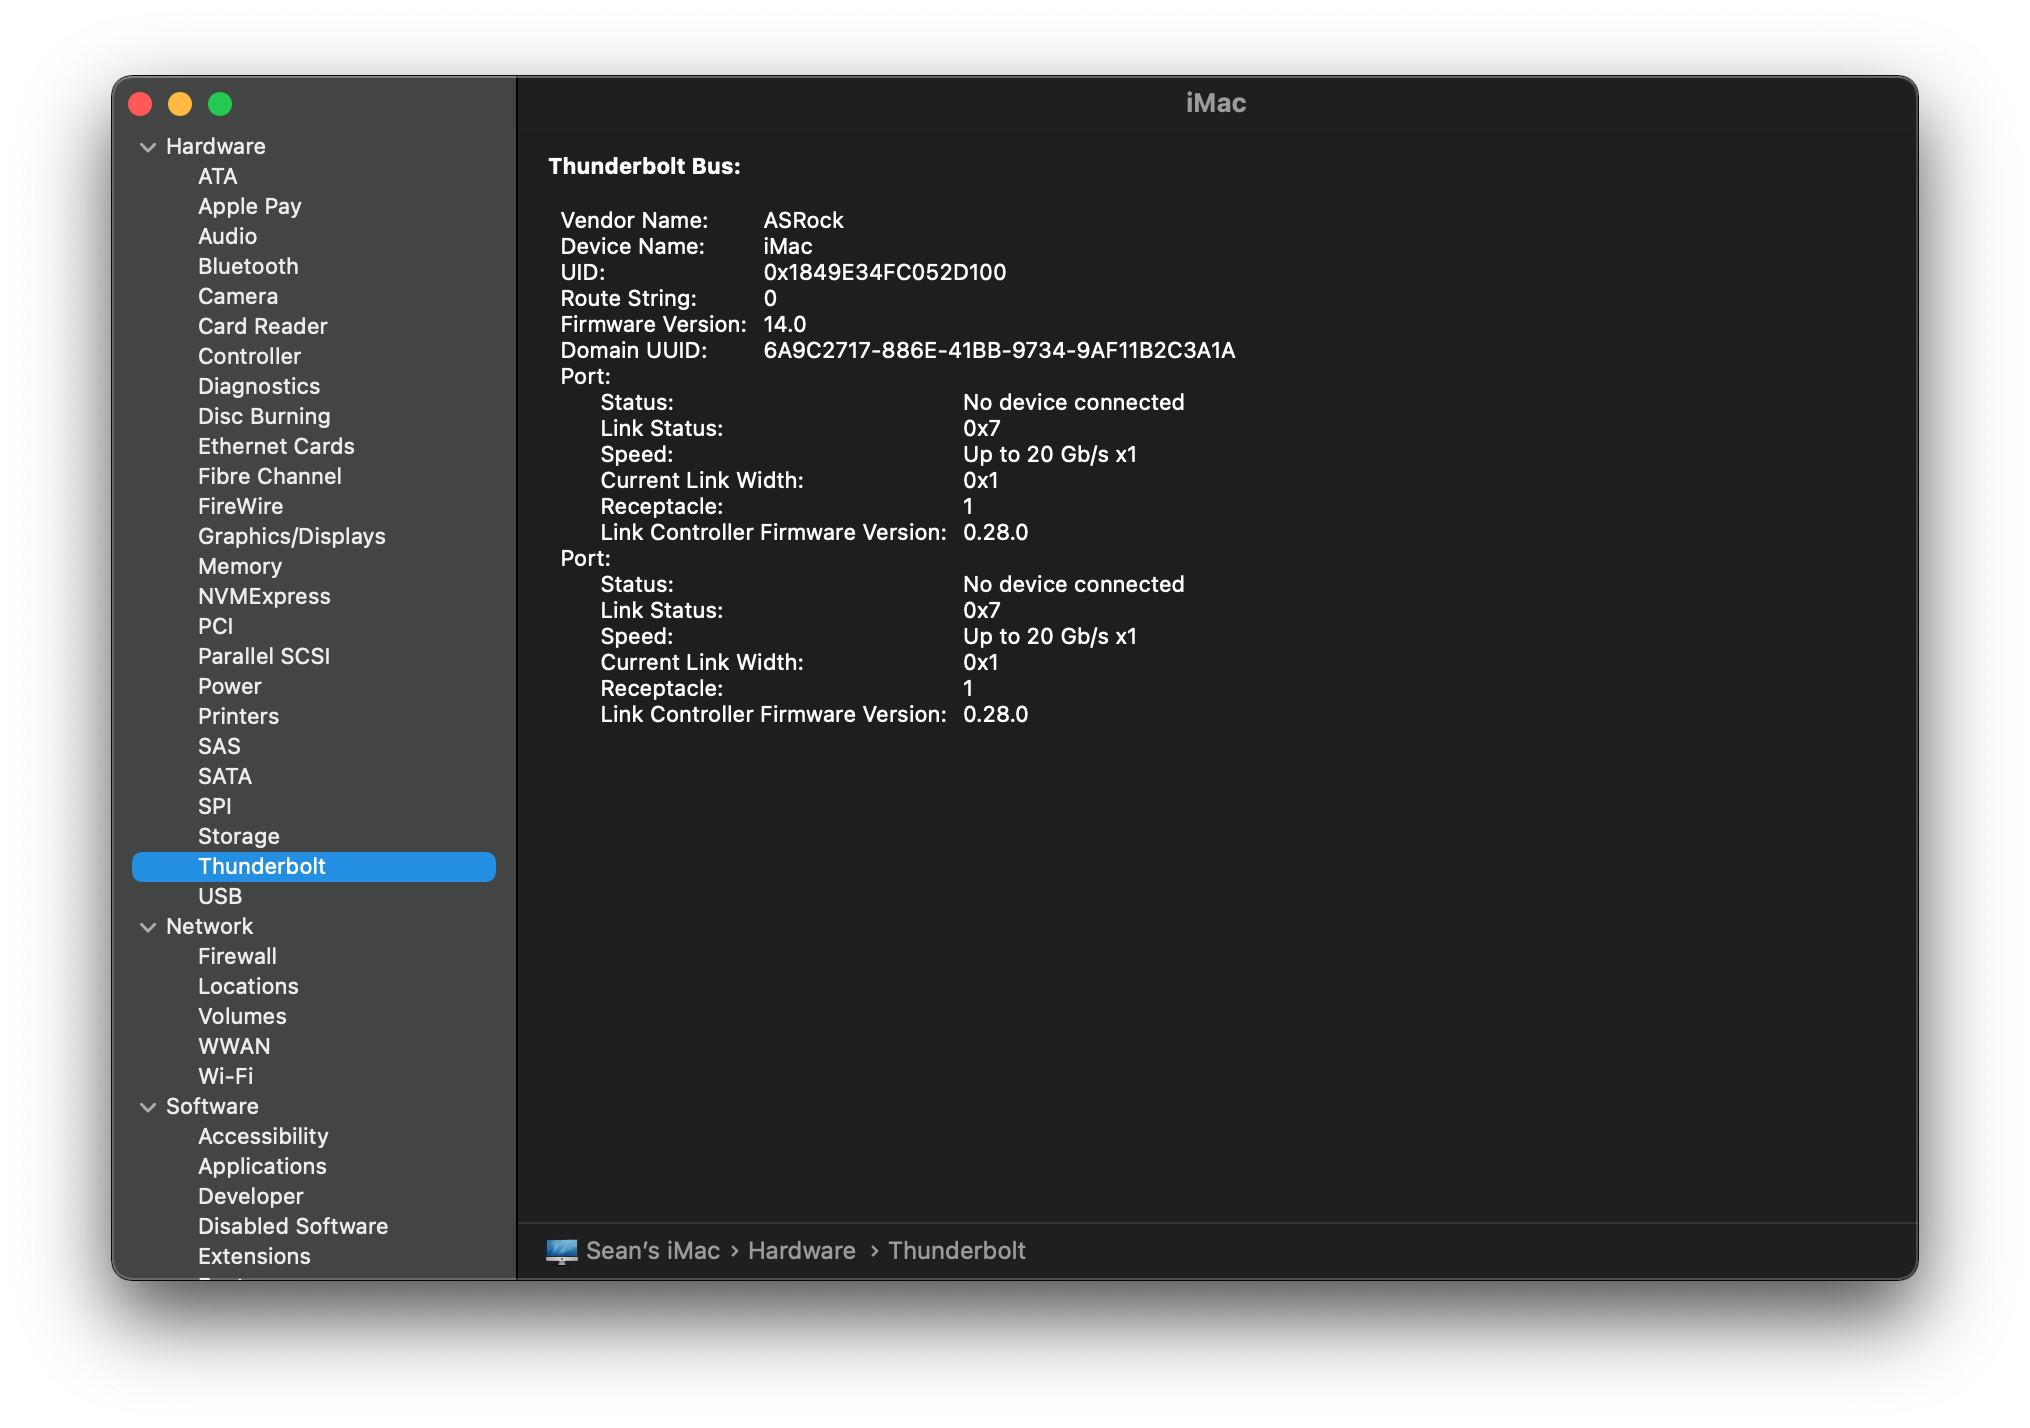 iMac
Hardware
ATA
Apple Pay
Audio
Bluetooth
Camera
Card Reader
Controller
Diagnostics
Disc Burning
Ethernet Cards
Fibre Channel
FireWire
Graphics/Displays
Memory
NVMExpress
PCI
Parallel SCSI
Power
Printers
SAS
SATA
SPI
Storage
Thunderbolt
USB
Network
Firewall
Locations
Volumes
WWAN
Wi-Fi
Software
Accessibility
Applications
Developer
Disabled Software
Extensions
Thunderbolt Bus:
Vendor Name: ASRock
Device Name: iMac
UID: 0x1849E34FC052D100
Route String: 0
Firmware Version: 14.0
Domain UUID: 6A9C2717-886E-41BB-9734-9AF11B2C3A1A
Port:
Status: No device connected
Link Status: 0x7
Speed: Up to 20 Gb/s x1
Current Link Width: 0x1
Receptacle: 1
Link Controller Firmware Version: 0.28.0
Port:
Status: No device connected
Link Status: 0x7
Speed: Up to 20 Gb/s x1
Current Link Width: 0x1
Receptacle: 1
Link Controller Firmware Version: 0.28.0
Sean’s iMac › Hardware › Thunderbolt